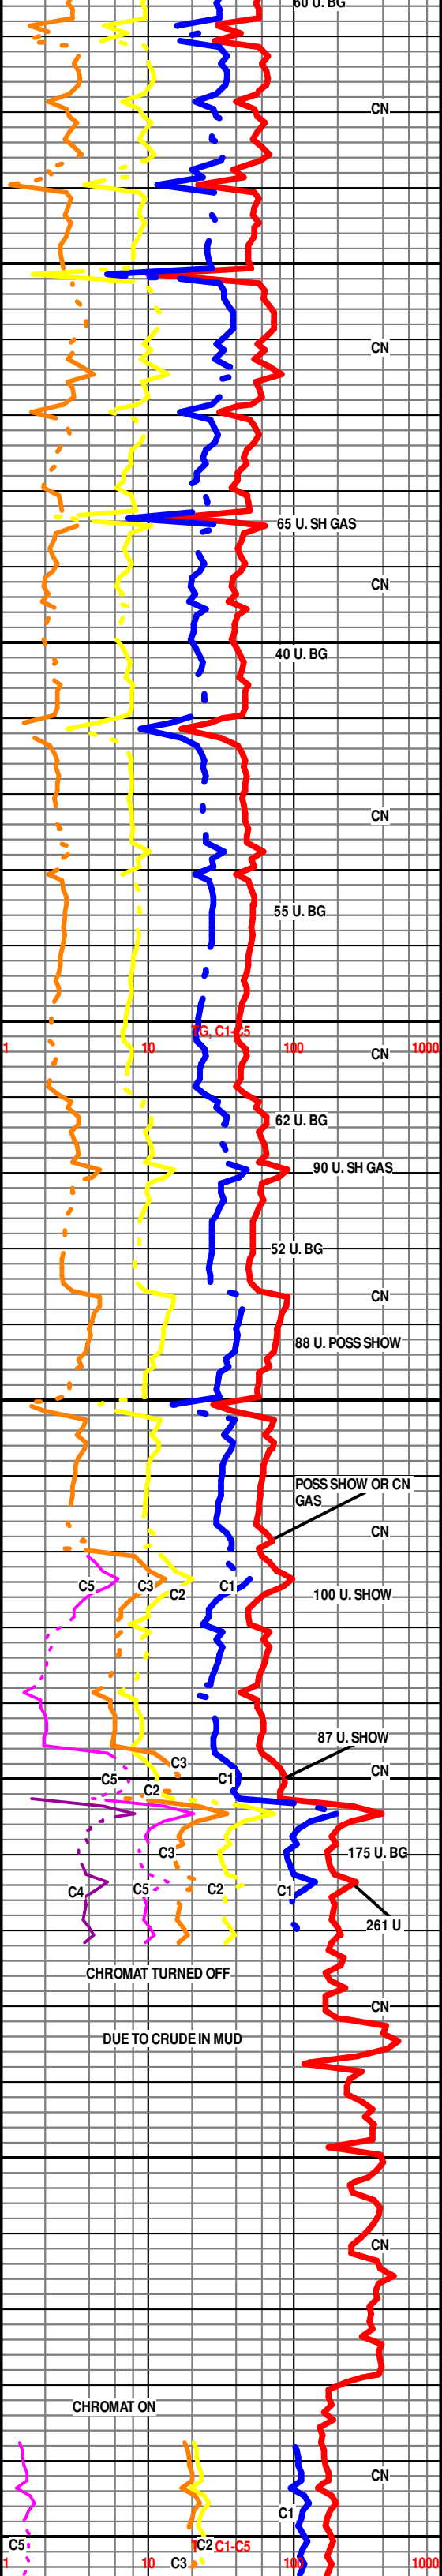 60 U. BG
CN
CN
65 U. SH GAS
CN
40 U. BG
CN
55 U. BG
TG, C1-C5
1 10 100 1000
CN
62 U. BG
90 U. SH GAS
52 U. BG
CN
88 U. POSS SHOW
POSS SHOW OR CN
GAS
CN
C5 C3 C2 C1
100 U. SHOW
87 U. SHOW
C3
CN
C5 C2 C1
C3 175 U. BG
C4 C5 C2 C1
261 U
CHROMAT TURNED OFF
CN
DUE TO CRUDE IN MUD
CN
CHROMAT ON
CN
C1
C5 C2 C1-C5
1 C3 10 100 1000